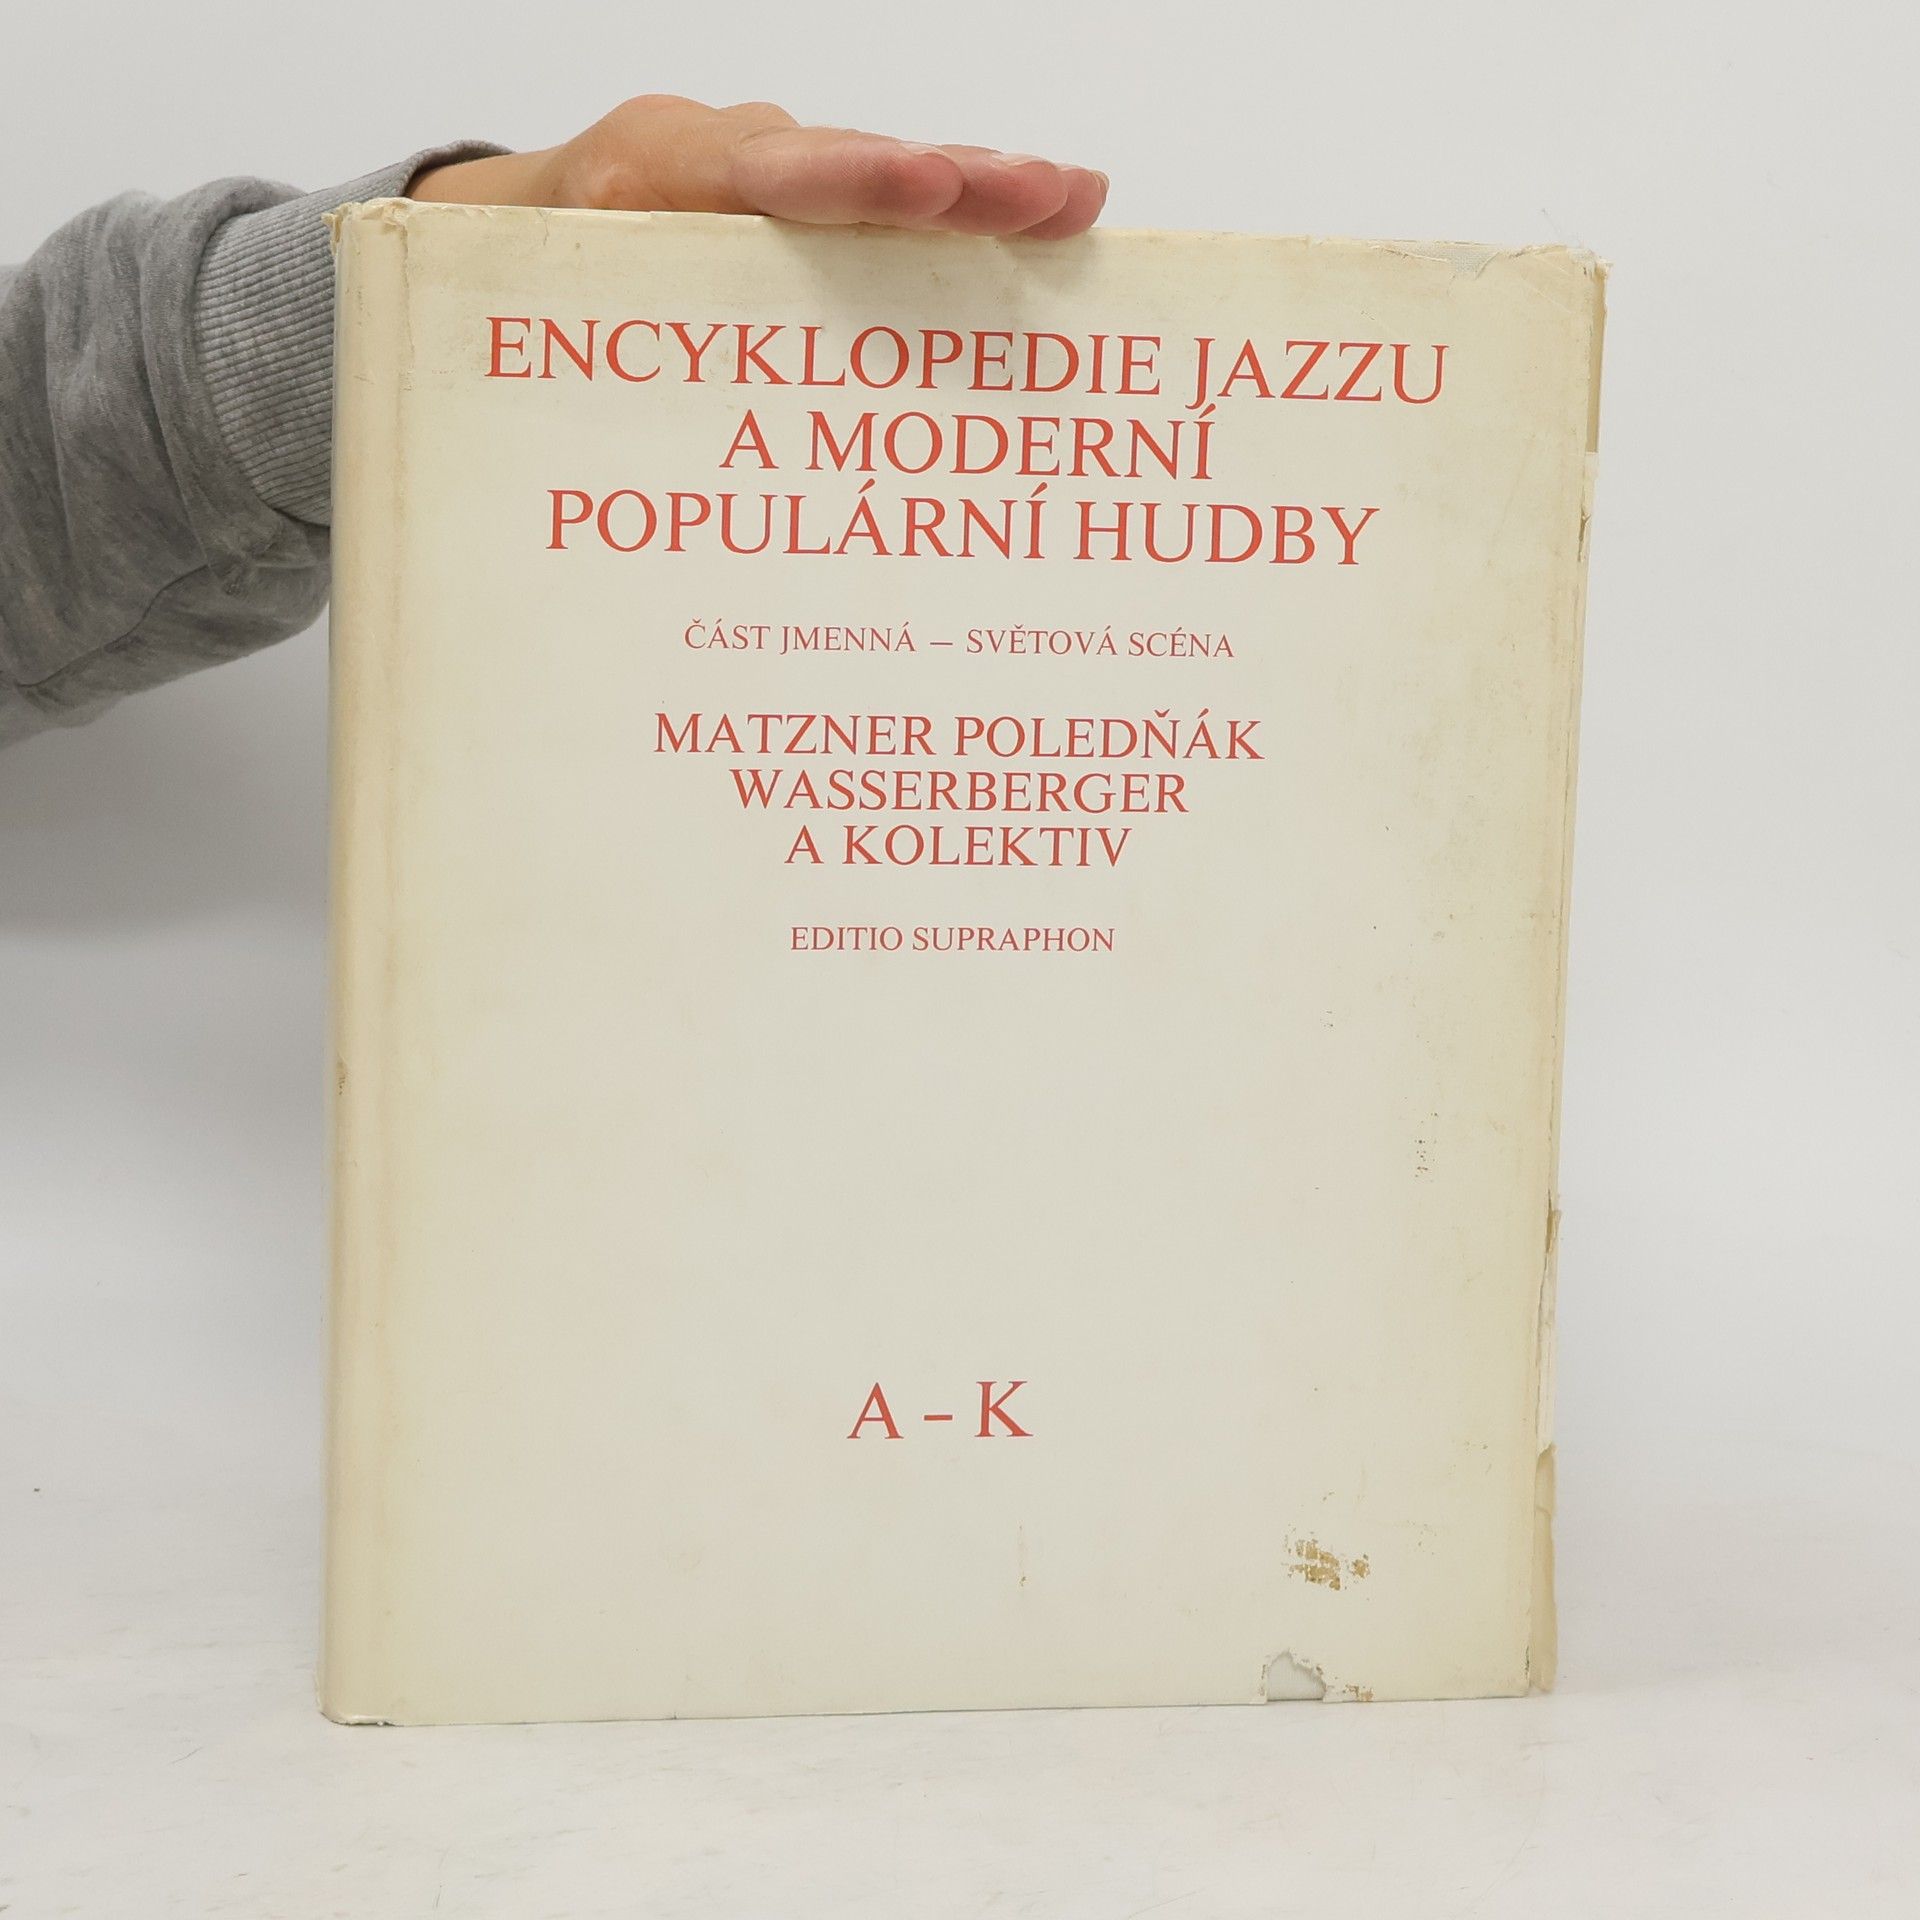 ENCYKLOPEDIE JAZZU
A MODERNÍ
POPULÁRNÍ HUDBY
ČÁST JMENNÁ – SVĚTOVÁ SCÉNA
MATZNER POLEDŇÁK
WASSERBERGER
A KOLEKTIV
EDITIO SUPRAPHON
A – K